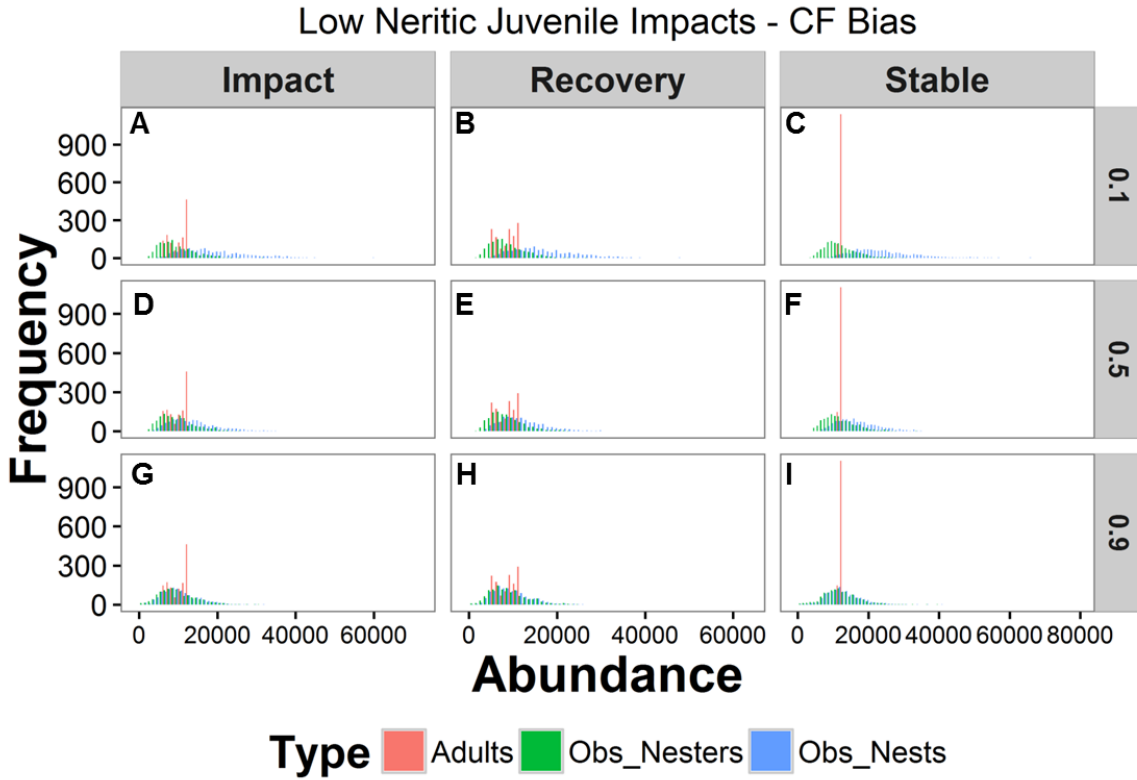 Low Neritic Juvenile Impacts - CF Bias
Impact Recovery Stable
A B C
900
600
300
0
0.1
D E F
900
600
300
0
0.5
G H I
900
600
300
0
0.9
0 20000 40000 60000 0 20000 40000 60000 0 20000 40000 60000 80000
Frequency
Abundance
Type Adults Obs_Nesters Obs_Nests